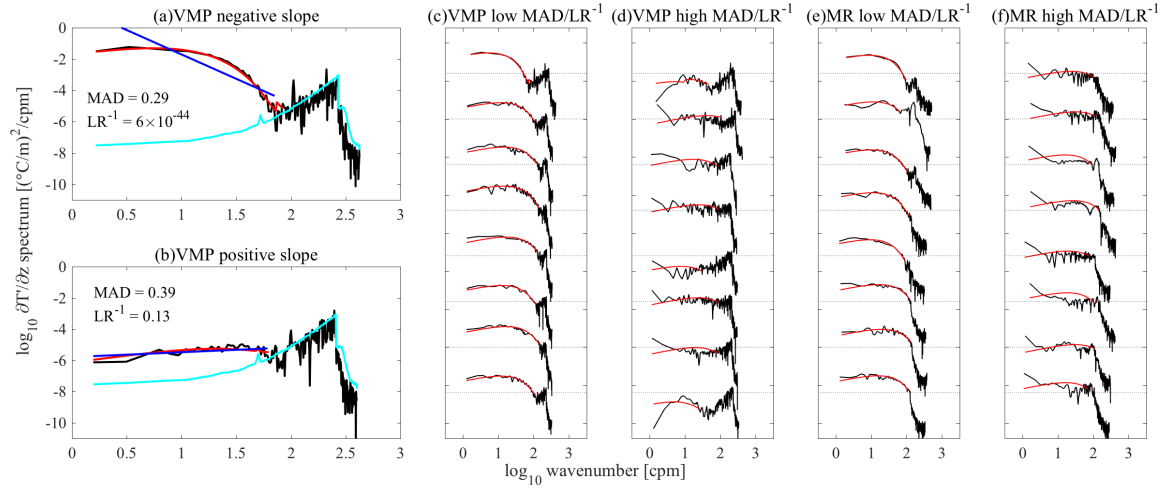 (a)VMP negative slope
(c)VMP low MAD/LR⁻¹
(d)VMP high MAD/LR⁻¹
(e)MR low MAD/LR⁻¹
(f)MR high MAD/LR⁻¹
0
-2
-4
-6
-8
-10
MAD = 0.29
LR⁻¹ = 6×10⁻⁴⁴
0 0.5 1 1.5 2 2.5 3
(b)VMP positive slope
0
-2
-4
-6
-8
-10
MAD = 0.39
LR⁻¹ = 0.13
0 0.5 1 1.5 2 2.5 3
0 1 2 3
0 1 2 3
0 1 2 3
0 1 2 3
log₁₀ ∂T'/∂z spectrum [(°C/m)²/cpm]
log₁₀ wavenumber [cpm]